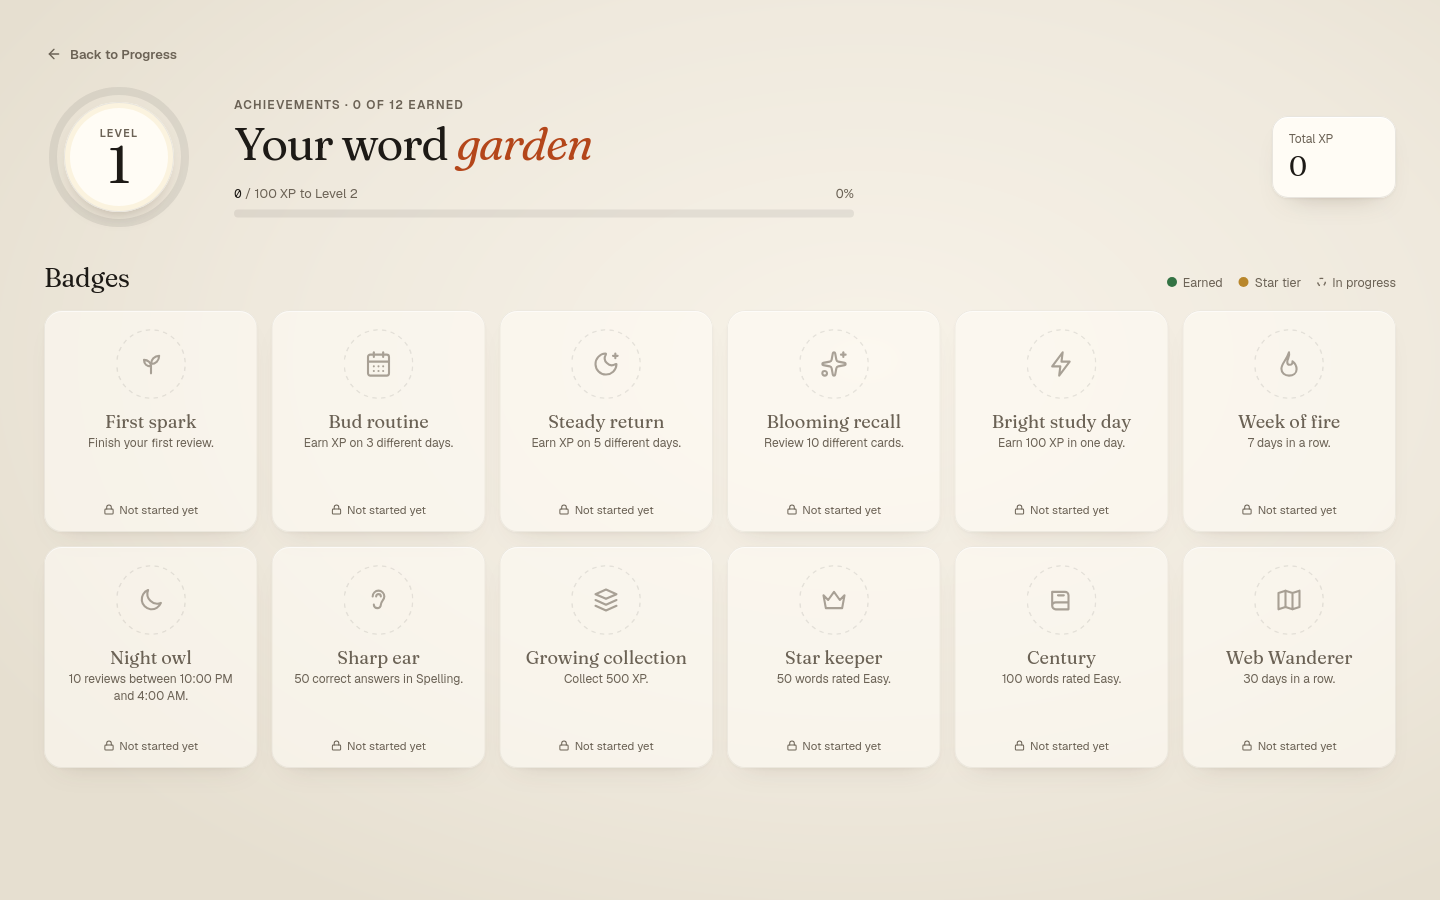 Back to Progress
LEVEL
1
ACHIEVEMENTS · 0 OF 12 EARNED
Your word garden
0 / 100 XP to Level 2
0%
Total XP
0
Badges
Earned
Star tier
In progress
First spark
Finish your first review.
Not started yet
Bud routine
Earn XP on 3 different days.
Not started yet
Steady return
Earn XP on 5 different days.
Not started yet
Blooming recall
Review 10 different cards.
Not started yet
Bright study day
Earn 100 XP in one day.
Not started yet
Week of fire
7 days in a row.
Not started yet
Night owl
10 reviews between 10:00 PM
and 4:00 AM.
Not started yet
Sharp ear
50 correct answers in Spelling.
Not started yet
Growing collection
Collect 500 XP.
Not started yet
Star keeper
50 words rated Easy.
Not started yet
Century
100 words rated Easy.
Not started yet
Web Wanderer
30 days in a row.
Not started yet